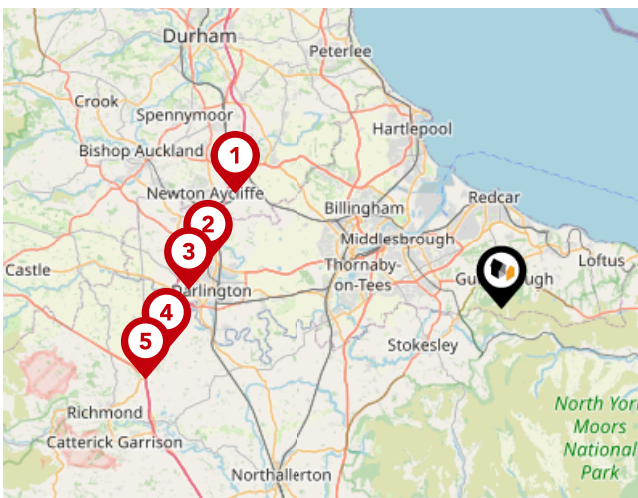 Durham
Peterlee
Crook
Spennymoor
Hartlepool
Bishop Auckland
1
Newton Aycliffe
Redcar
Billingham
2
Middlesbrough
3
Loftus
Castle
Thornaby-
on-Tees
Darlington
4
5
Stokesley
Richmond
North Yor
Moors
National
Park
Catterick Garrison
Northallerton